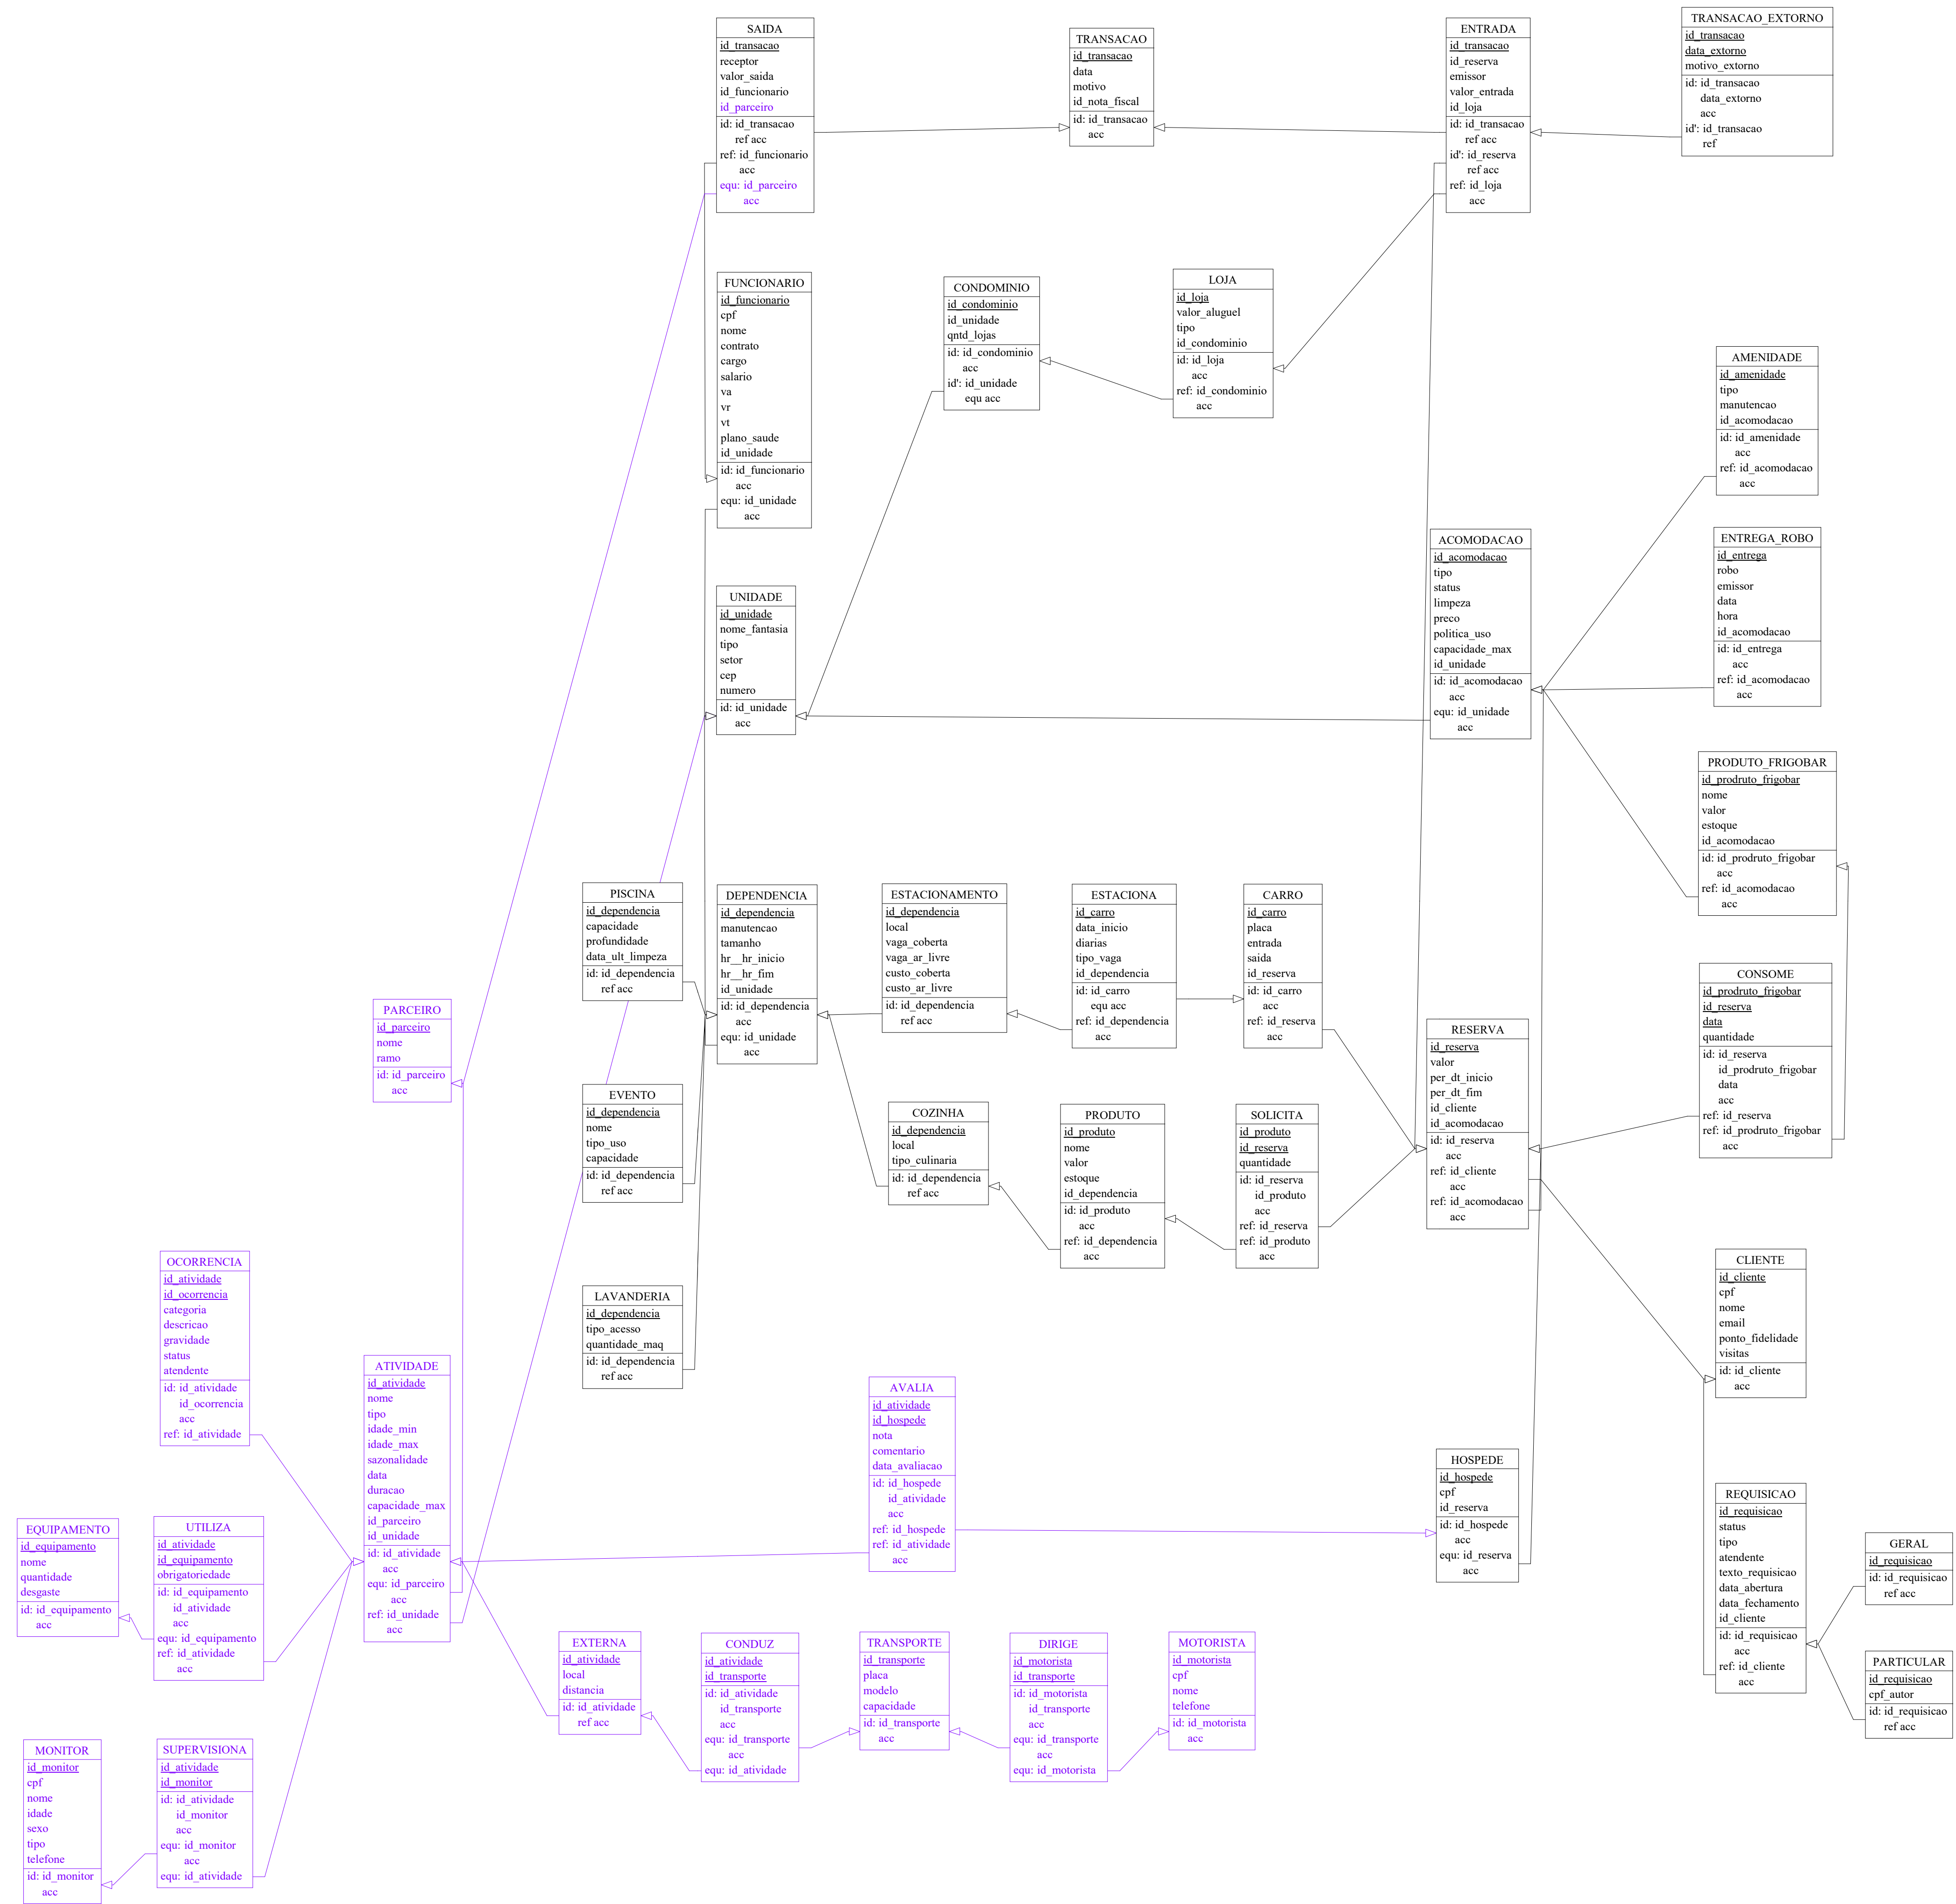 SAIDA
id_transacao
receptor
valor_saida
id_funcionario
id_parceiro
id: id_transacao
ref acc
ref: id_funcionario
acc
equ: id_parceiro
acc
TRANSACAO
id_transacao
data
motivo
id_nota_fiscal
id: id_transacao
acc
ENTRADA
id_transacao
id_reserva
emissor
valor_entrada
id_loja
id: id_transacao
ref acc
id': id_reserva
ref acc
ref: id_loja
acc
TRANSACAO_EXTORNO
id_transacao
data_extorno
motivo_extorno
id: id_transacao
data_extorno
acc
id': id_transacao
ref
FUNCIONARIO
id_funcionario
cpf
nome
contrato
cargo
salario
va
vr
vt
plano_saude
id_unidade
id: id_funcionario
acc
equ: id_unidade
acc
CONDOMINIO
id_condominio
id_unidade
qntd_lojas
id: id_condominio
acc
id': id_unidade
equ acc
LOJA
id_loja
valor_aluguel
tipo
id_condominio
id: id_loja
acc
ref: id_condominio
acc
AMENIDADE
id_amenidade
tipo
manutencao
id_acomodacao
id: id_amenidade
acc
ref: id_acomodacao
acc
UNIDADE
id_unidade
nome_fantasia
tipo
setor
cep
numero
id: id_unidade
acc
ACOMODACAO
id_acomodacao
tipo
status
limpeza
preco
politica_uso
capacidade_max
id_unidade
id: id_acomodacao
acc
equ: id_unidade
acc
ENTREGA_ROBO
id_entrega
robo
emissor
data
hora
id_acomodacao
id: id_entrega
acc
ref: id_acomodacao
acc
PRODUTO_FRIGOBAR
id_prodruto_frigobar
nome
valor
estoque
id_acomodacao
id: id_prodruto_frigobar
acc
ref: id_acomodacao
acc
PISCINA
id_dependencia
capacidade
profundidade
data_ult_limpeza
id: id_dependencia
ref acc
DEPENDENCIA
id_dependencia
manutencao
tamanho
hr__hr_inicio
hr__hr_fim
id_unidade
id: id_dependencia
acc
equ: id_unidade
acc
ESTACIONAMENTO
id_dependencia
local
vaga_coberta
vaga_ar_livre
custo_coberta
custo_ar_livre
id: id_dependencia
ref acc
ESTACIONA
id_carro
data_inicio
diarias
tipo_vaga
id_dependencia
id: id_carro
equ acc
ref: id_dependencia
acc
CARRO
id_carro
placa
entrada
saida
id_reserva
id: id_carro
acc
ref: id_reserva
acc
CONSOME
id_prodruto_frigobar
id_reserva
data
quantidade
id: id_reserva
id_prodruto_frigobar
data
acc
ref: id_reserva
ref: id_prodruto_frigobar
acc
PARCEIRO
id_parceiro
nome
ramo
id: id_parceiro
acc
RESERVA
id_reserva
valor
per_dt_inicio
per_dt_fim
id_cliente
id_acomodacao
id: id_reserva
acc
ref: id_cliente
acc
ref: id_acomodacao
acc
EVENTO
id_dependencia
nome
tipo_uso
capacidade
id: id_dependencia
ref acc
COZINHA
id_dependencia
local
tipo_culinaria
id: id_dependencia
ref acc
PRODUTO
id_produto
nome
valor
estoque
id_dependencia
id: id_produto
acc
ref: id_dependencia
acc
SOLICITA
id_produto
id_reserva
quantidade
id: id_reserva
id_produto
acc
ref: id_reserva
ref: id_produto
acc
OCORRENCIA
id_atividade
id_ocorrencia
categoria
descricao
gravidade
status
atendente
id: id_atividade
id_ocorrencia
acc
ref: id_atividade
LAVANDERIA
id_dependencia
tipo_acesso
quantidade_maq
id: id_dependencia
ref acc
CLIENTE
id_cliente
cpf
nome
email
ponto_fidelidade
visitas
id: id_cliente
acc
ATIVIDADE
id_atividade
nome
tipo
idade_min
idade_max
sazonalidade
data
duracao
capacidade_max
id_parceiro
id_unidade
id: id_atividade
acc
equ: id_parceiro
acc
ref: id_unidade
acc
AVALIA
id_atividade
id_hospede
nota
comentario
data_avaliacao
id: id_hospede
id_atividade
acc
ref: id_hospede
ref: id_atividade
acc
HOSPEDE
id_hospede
cpf
id_reserva
id: id_hospede
acc
equ: id_reserva
acc
REQUISICAO
id_requisicao
status
tipo
atendente
texto_requisicao
data_abertura
data_fechamento
id_cliente
id: id_requisicao
acc
ref: id_cliente
acc
GERAL
id_requisicao
id: id_requisicao
ref acc
EQUIPAMENTO
id_equipamento
nome
quantidade
desgaste
id: id_equipamento
acc
UTILIZA
id_atividade
id_equipamento
obrigatoriedade
id: id_equipamento
id_atividade
acc
equ: id_equipamento
ref: id_atividade
acc
EXTERNA
id_atividade
local
distancia
id: id_atividade
ref acc
CONDUZ
id_atividade
id_transporte
id: id_atividade
id_transporte
acc
equ: id_transporte
acc
equ: id_atividade
TRANSPORTE
id_transporte
placa
modelo
capacidade
id: id_transporte
acc
DIRIGE
id_motorista
id_transporte
id: id_motorista
id_transporte
acc
equ: id_transporte
acc
equ: id_motorista
MOTORISTA
id_motorista
cpf
nome
telefone
id: id_motorista
acc
PARTICULAR
id_requisicao
cpf_autor
id: id_requisicao
ref acc
MONITOR
id_monitor
cpf
nome
idade
sexo
tipo
telefone
id: id_monitor
acc
SUPERVISIONA
id_atividade
id_monitor
id: id_atividade
id_monitor
acc
equ: id_monitor
acc
equ: id_atividade